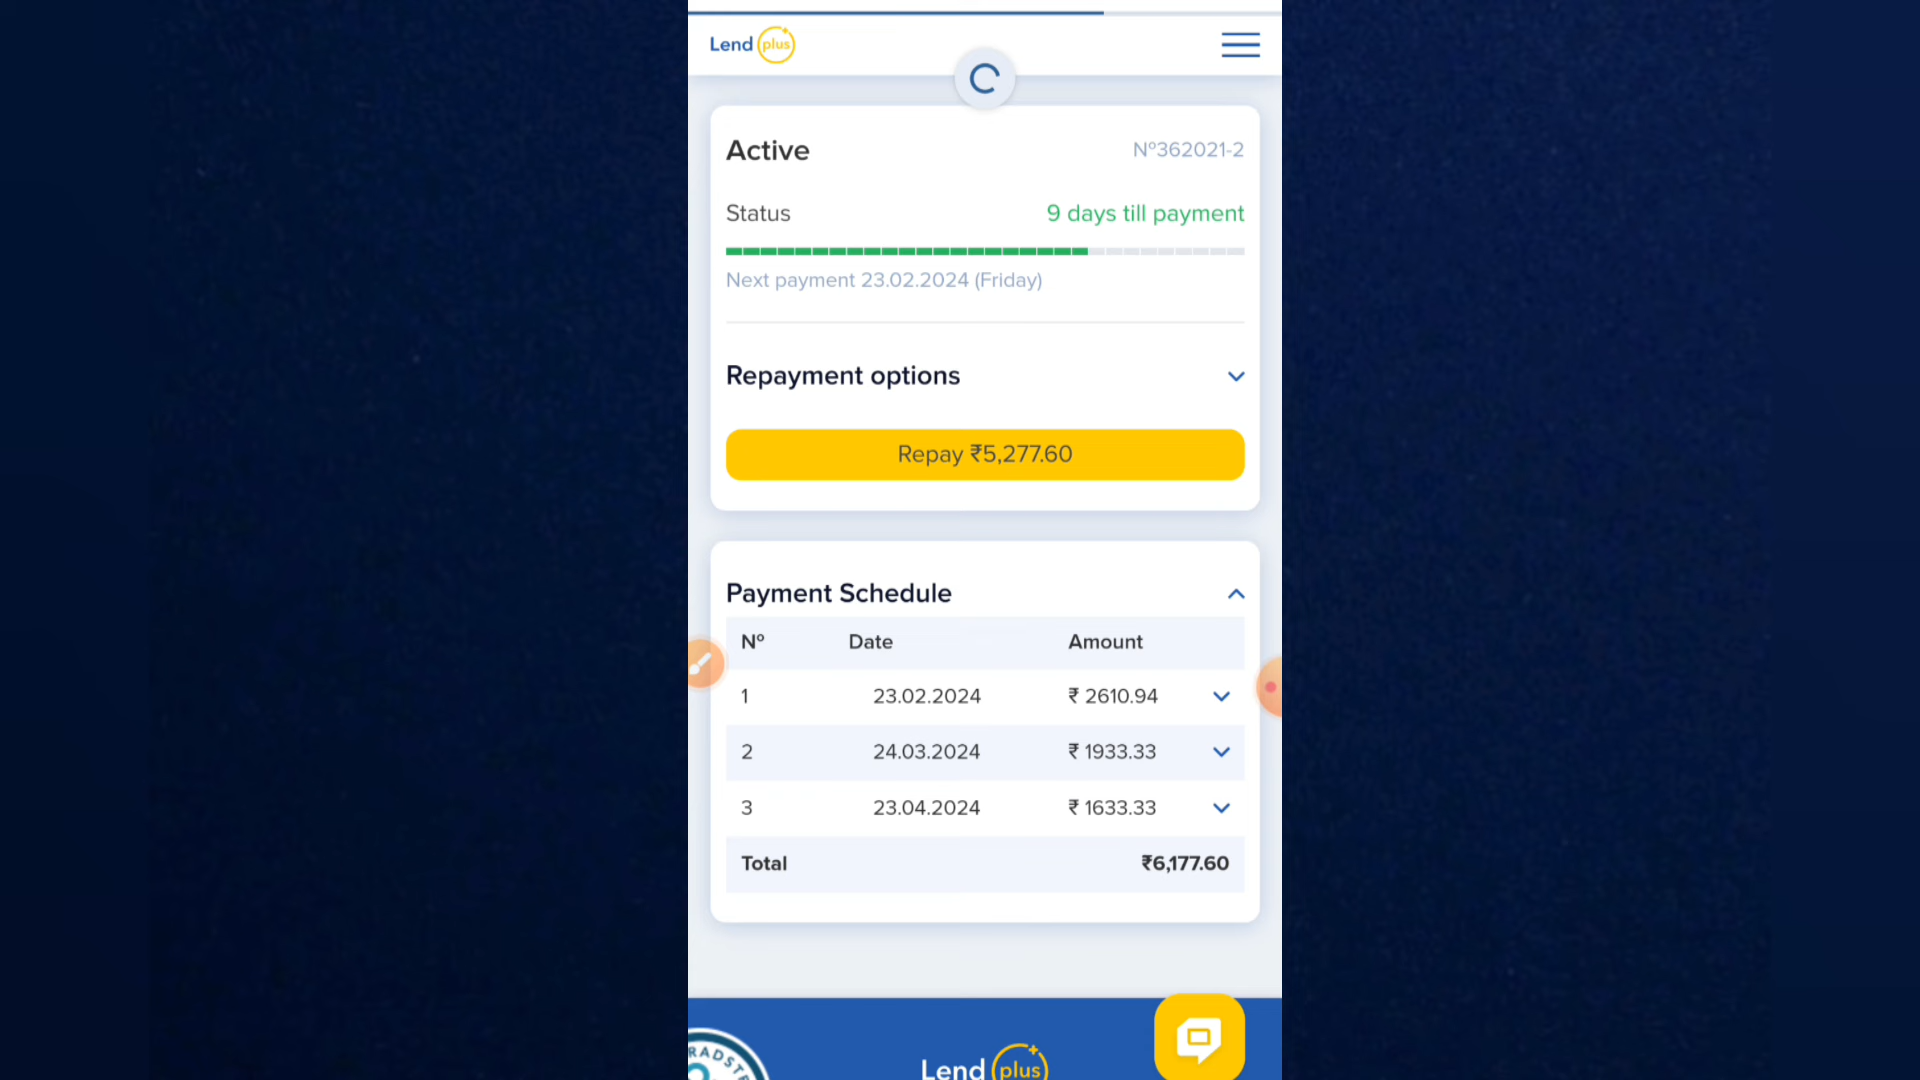 Lend plus
Active
Nº362021-2
Status
9 days till payment
Next payment 23.02.2024 (Friday)
Repayment options
Repay ₹5,277.60
Payment Schedule
Nº Date Amount
1 23.02.2024 ₹ 2610.94
2 24.03.2024 ₹ 1933.33
3 23.04.2024 ₹ 1633.33
Total ₹6,177.60
Lend plus